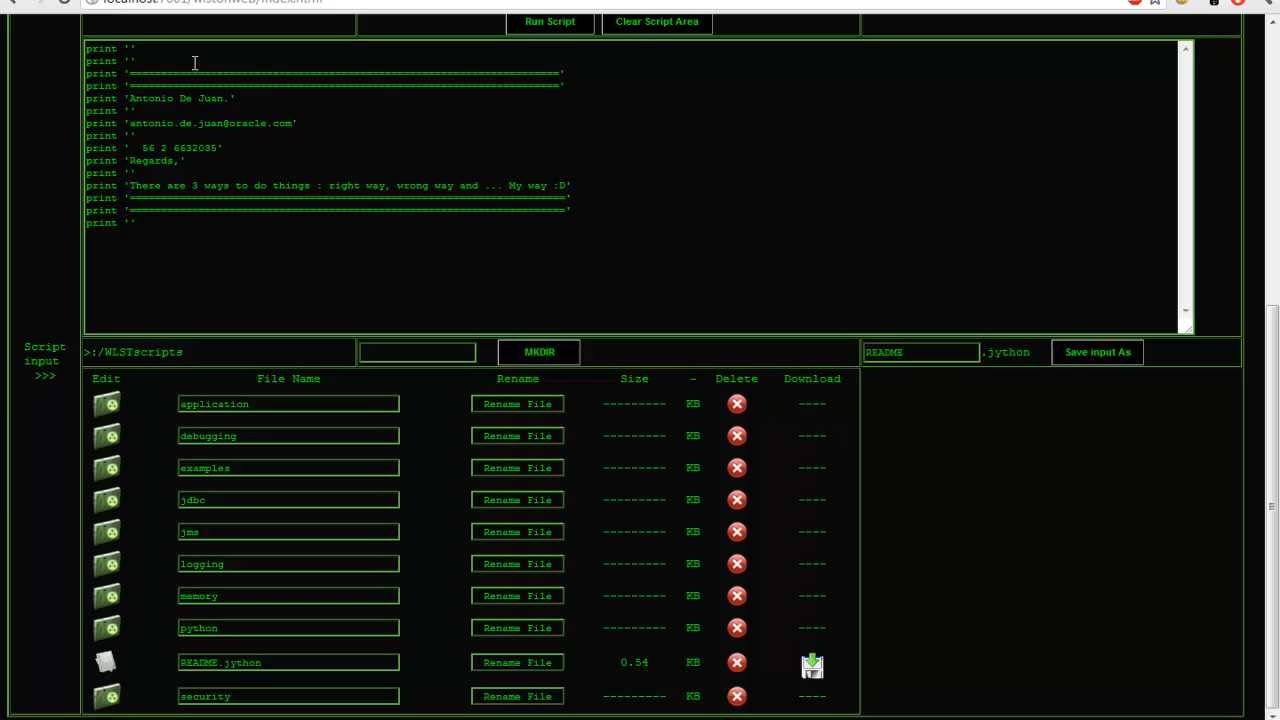 localhost:7001/wlstonweb/index.html
Run Script Clear Script Area
print ''
print ''
print '====================================================================='
print '====================================================================='
print 'Antonio De Juan.'
print ''
print 'antonio.de.juan@oracle.com'
print ''
print '  56 2 6632035'
print 'Regards,'
print ''
print 'There are 3 ways to do things : right way, wrong way and ... My way :D'
print '======================================================================'
print '======================================================================'
print ''
Script
input
>>>
>:/WLSTscripts MKDIR README .jython Save input As
Edit File Name Rename Size - Delete Download
application Rename File --------- KB ----
debugging Rename File --------- KB ----
examples Rename File --------- KB ----
jdbc Rename File --------- KB ----
jms Rename File --------- KB ----
logging Rename File --------- KB ----
memory Rename File --------- KB ----
python Rename File --------- KB ----
README.jython Rename File 0.54 KB
security Rename File --------- KB ----